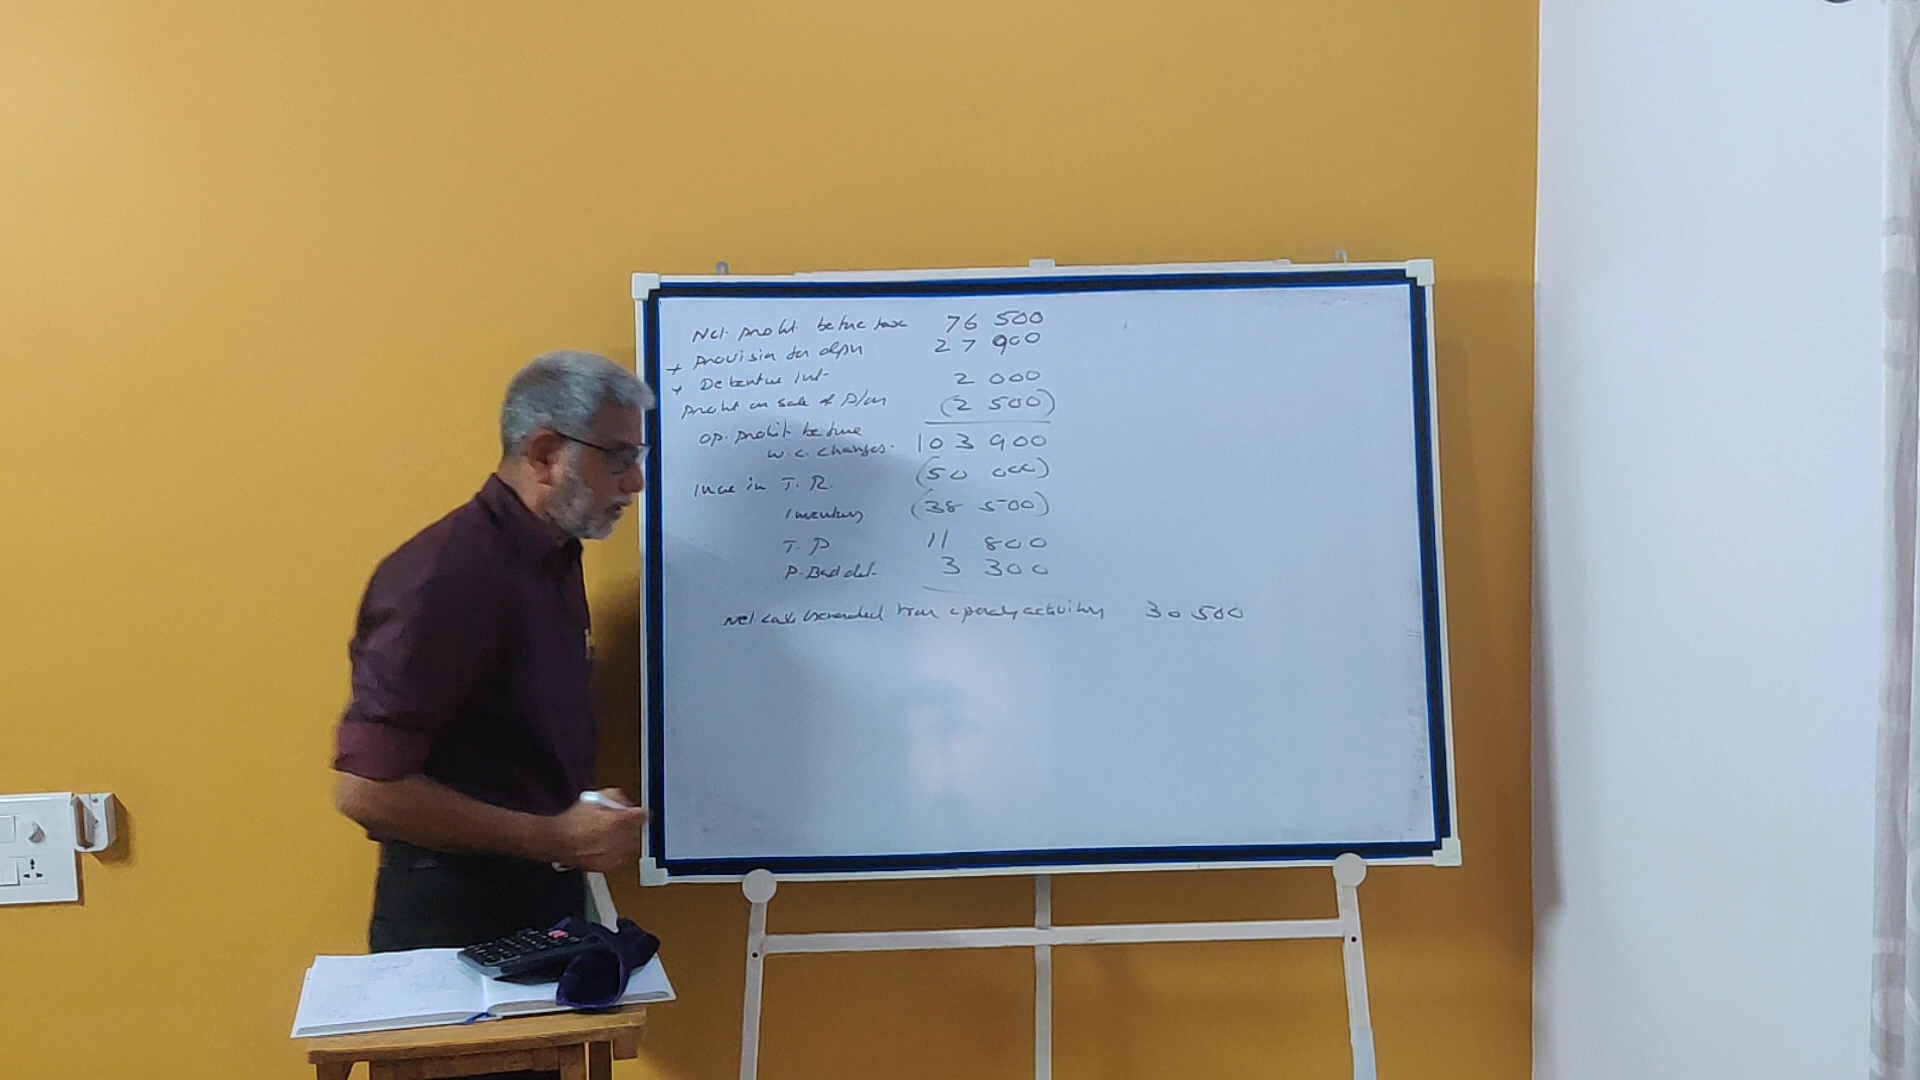 Net profit before tax 76 500
+ Provision for depn 27 900
+ Debenture int- 2 000
Profit on sale of P/m (2 500)
Op. profit before
w.c. changes- 103 900
Incre in T. R. (50 000)
Inventory (38 500)
T. P 11 800
P. Bad debt. 3 300
Net cash generated from operating activities 30 500